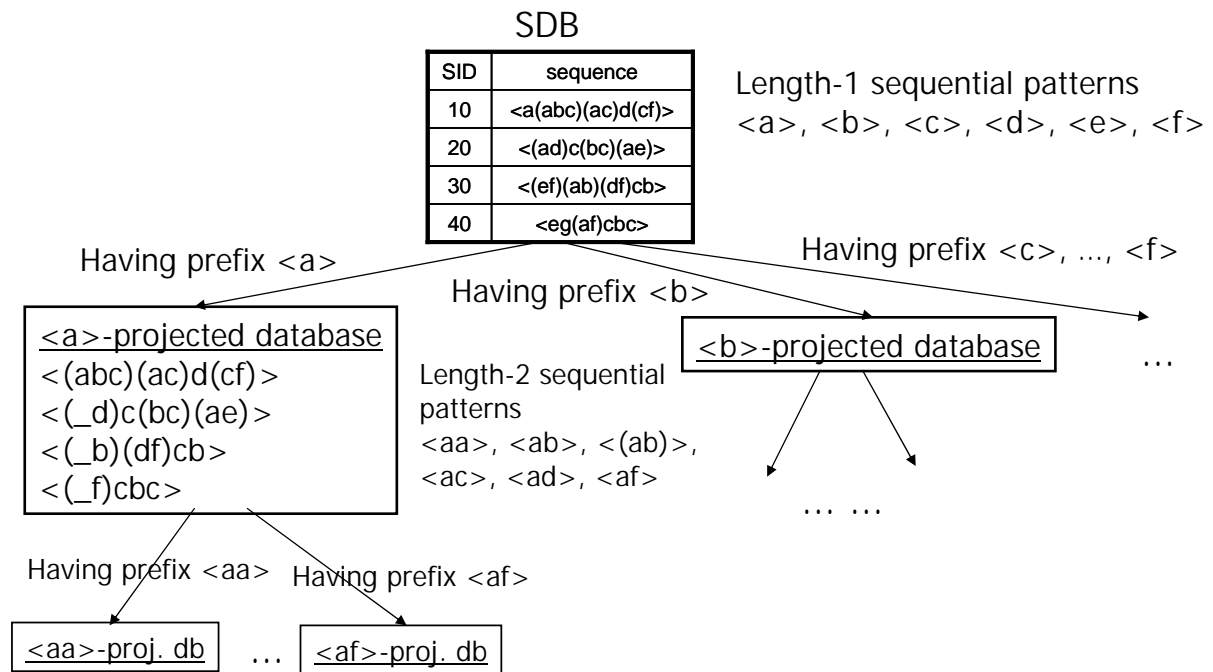 SDB
SID sequence
10 <a(abc)(ac)d(cf)>
20 <(ad)c(bc)(ae)>
30 <(ef)(ab)(df)cb>
40 <eg(af)cbc>
Length-1 sequential patterns
<a>, <b>, <c>, <d>, <e>, <f>
Having prefix <a>
Having prefix <b>
Having prefix <c>, ..., <f>
<a>-projected database
<(abc)(ac)d(cf)>
<(_d)c(bc)(ae)>
<(_b)(df)cb>
<(_f)cbc>
Length-2 sequential
patterns
<aa>, <ab>, <(ab)>,
<ac>, <ad>, <af>
<b>-projected database
...
... ...
Having prefix <aa>
Having prefix <af>
<aa>-proj. db
...
<af>-proj. db